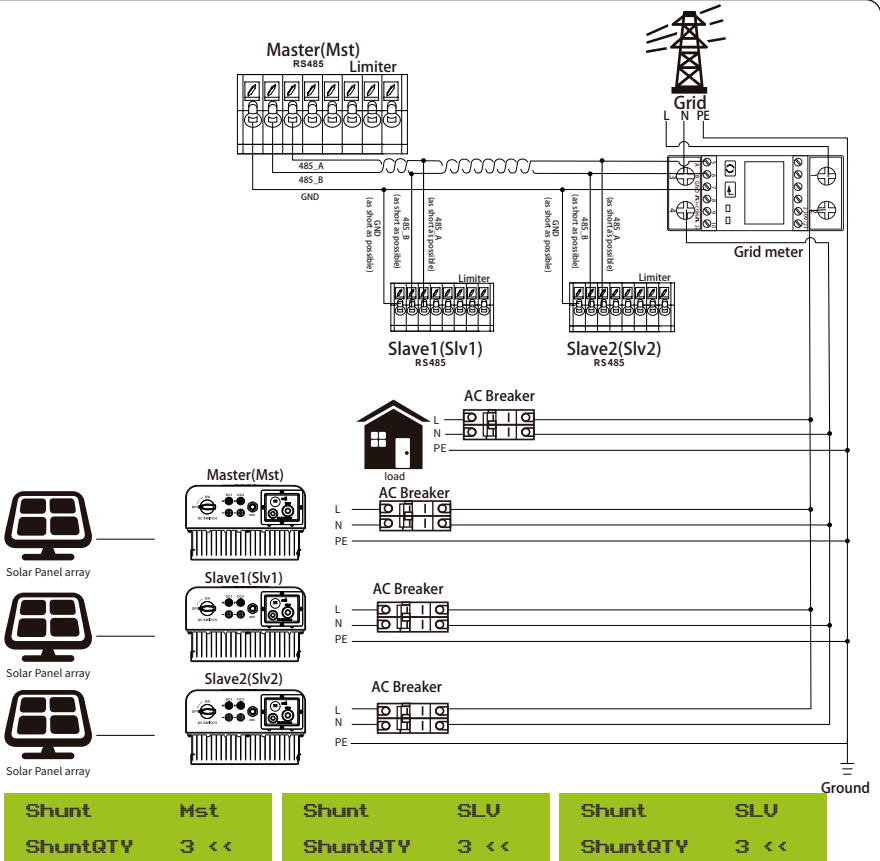 Master(Mst)
RS485
Limiter
Grid
L N PE
485_A
485_B
GND
GND
(as short as possible)
485_B
(as short as possible)
485_A
(as short as possible)
GND
(as short as possible)
485_B
(as short as possible)
485_A
(as short as possible)
Grid meter
Limiter
Limiter
Slave1(Slv1)
RS485
Slave2(Slv2)
RS485
AC Breaker
L
N
PE
load
Master(Mst)
AC Breaker
L
N
PE
Solar Panel array
Slave1(Slv1)
AC Breaker
L
N
PE
Solar Panel array
Slave2(Slv2)
AC Breaker
L
N
PE
Solar Panel array
Ground
Shunt Mst
ShuntQTY 3 <<
Shunt SLV
ShuntQTY 3 <<
Shunt SLV
ShuntQTY 3 <<